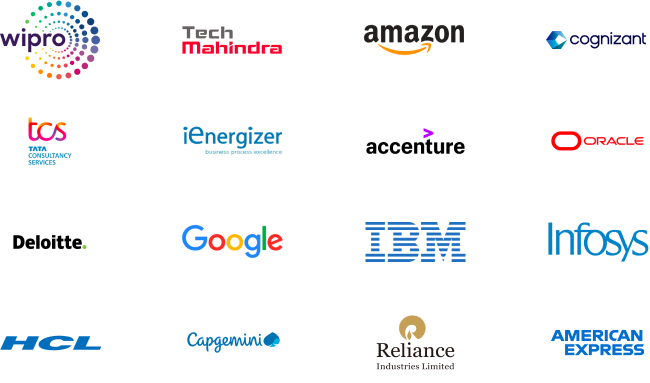 wipro
Tech
Mahindra
amazon
cognizant
tcs
TATA
CONSULTANCY
SERVICES
iEnergizer
business process excellence
accenture
ORACLE
Deloitte.
Google
IBM
Infosys
HCL
Capgemini
Reliance
Industries Limited
AMERICAN
EXPRESS